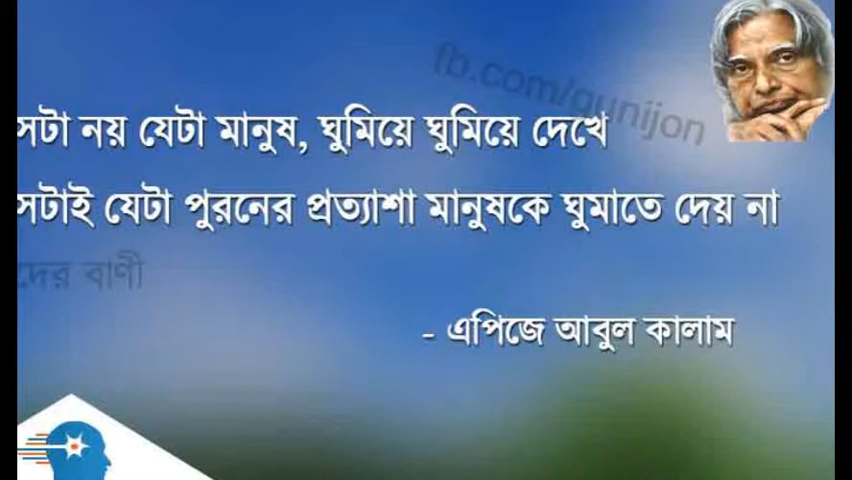 fb.com/gunijon
সটা নয় যেটা মানুষ, ঘুমিয়ে ঘুমিয়ে দেখে
সটাই যেটা পুরনের প্রত্যাশা মানুষকে ঘুমাতে দেয় না
দের বাণী
- এপিজে আবুল কালাম